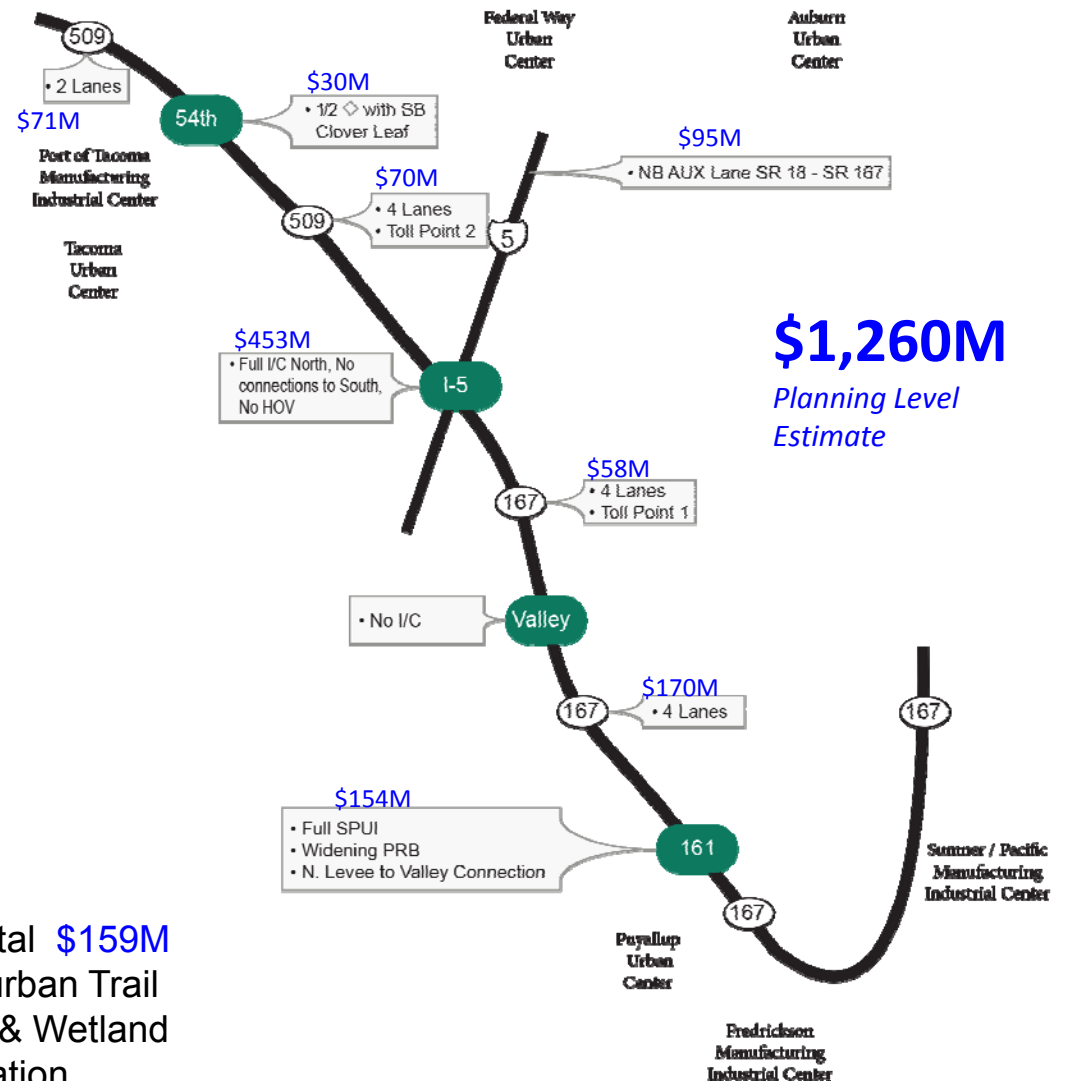 Federal Way
Urban
Center
Auburn
Urban
Center
509
• 2 Lanes
$71M
54th
$30M
• 1/2 ◇ with SB
Clover Leaf
Port of Tacoma
Manufacturing
Industrial Center
Tacoma
Urban
Center
$95M
• NB AUX Lane SR 18 - SR 167
$70M
• 4 Lanes
• Toll Point 2
509
5
$453M
• Full I/C North, No
connections to South,
No HOV
I-5
$1,260M
Planning Level
Estimate
$58M
• 4 Lanes
• Toll Point 1
167
• No I/C
Valley
$170M
• 4 Lanes
167
167
$154M
• Full SPUI
• Widening PRB
• N. Levee to Valley Connection
161
Sumner / Pacific
Manufacturing
Industrial Center
167
Puyallup
Urban
Center
Fredrickson
Manufacturing
Industrial Center
tal $159M
urban Trail
& Wetland
ation